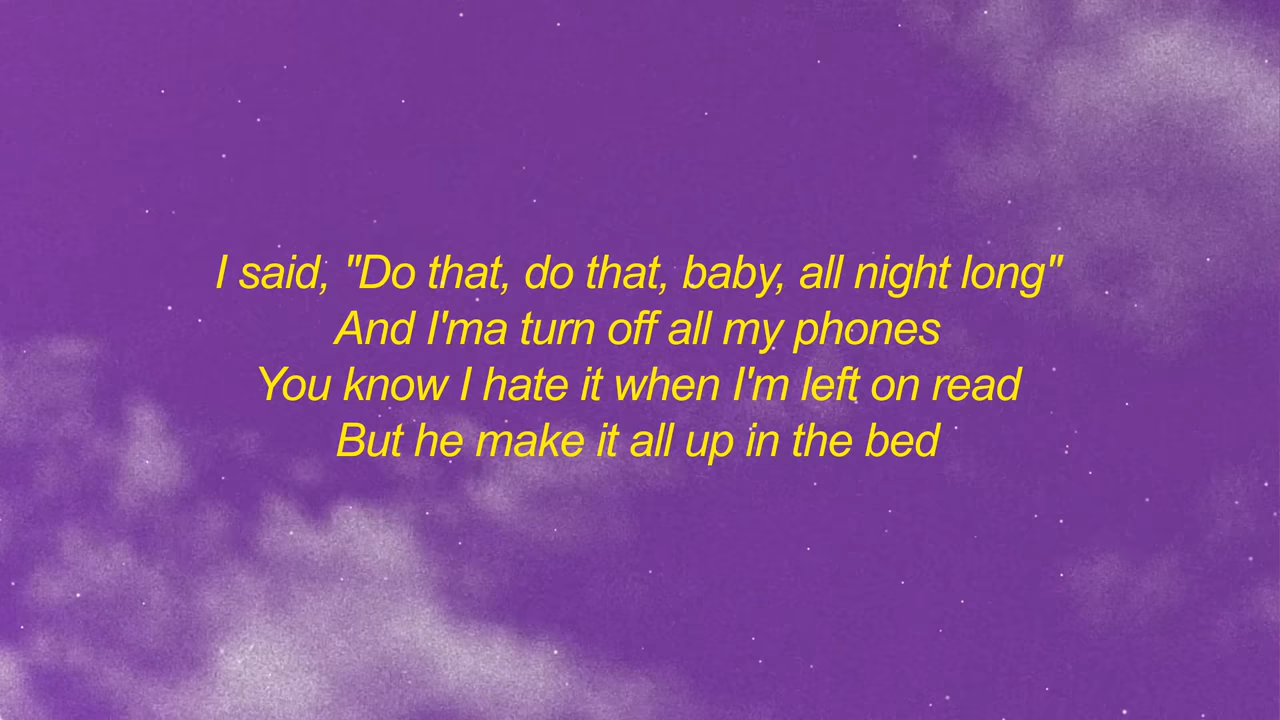 I said, "Do that, do that, baby, all night long"
And I'ma turn off all my phones
You know I hate it when I'm left on read
But he make it all up in the bed